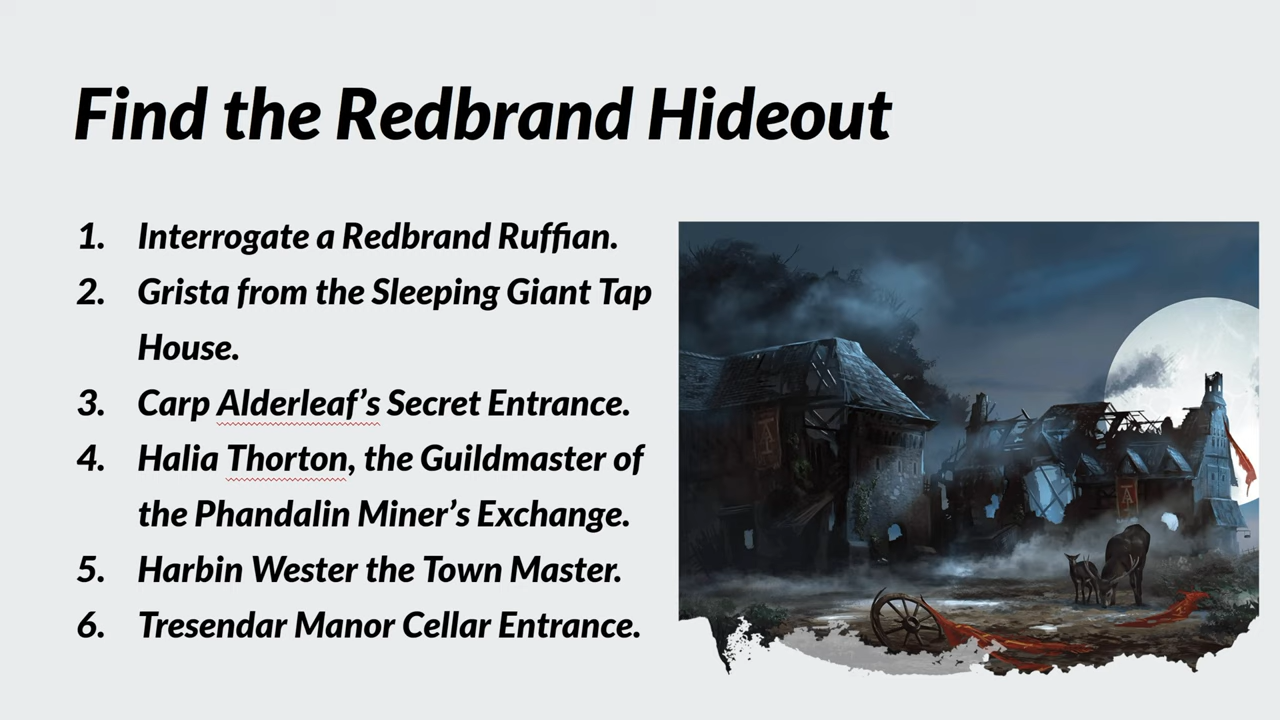 Find the Redbrand Hideout
1. Interrogate a Redbrand Ruffian.
2. Grista from the Sleeping Giant Tap
House.
3. Carp Alderleaf’s Secret Entrance.
4. Halia Thorton, the Guildmaster of
the Phandalin Miner’s Exchange.
5. Harbin Wester the Town Master.
6. Tresendar Manor Cellar Entrance.